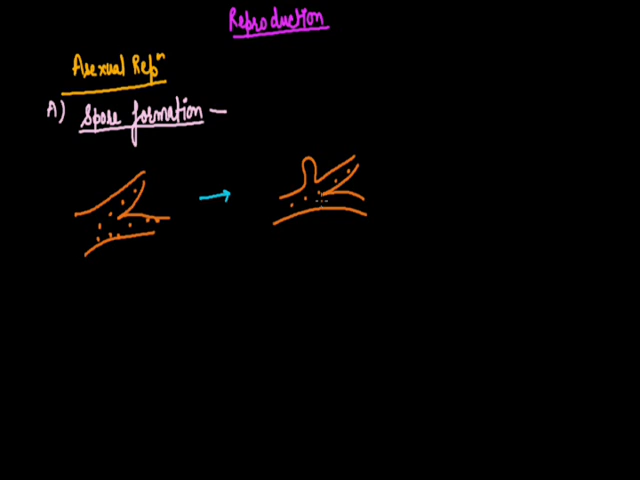 Reproduction
Asexual Repⁿ
A) Spore formation –